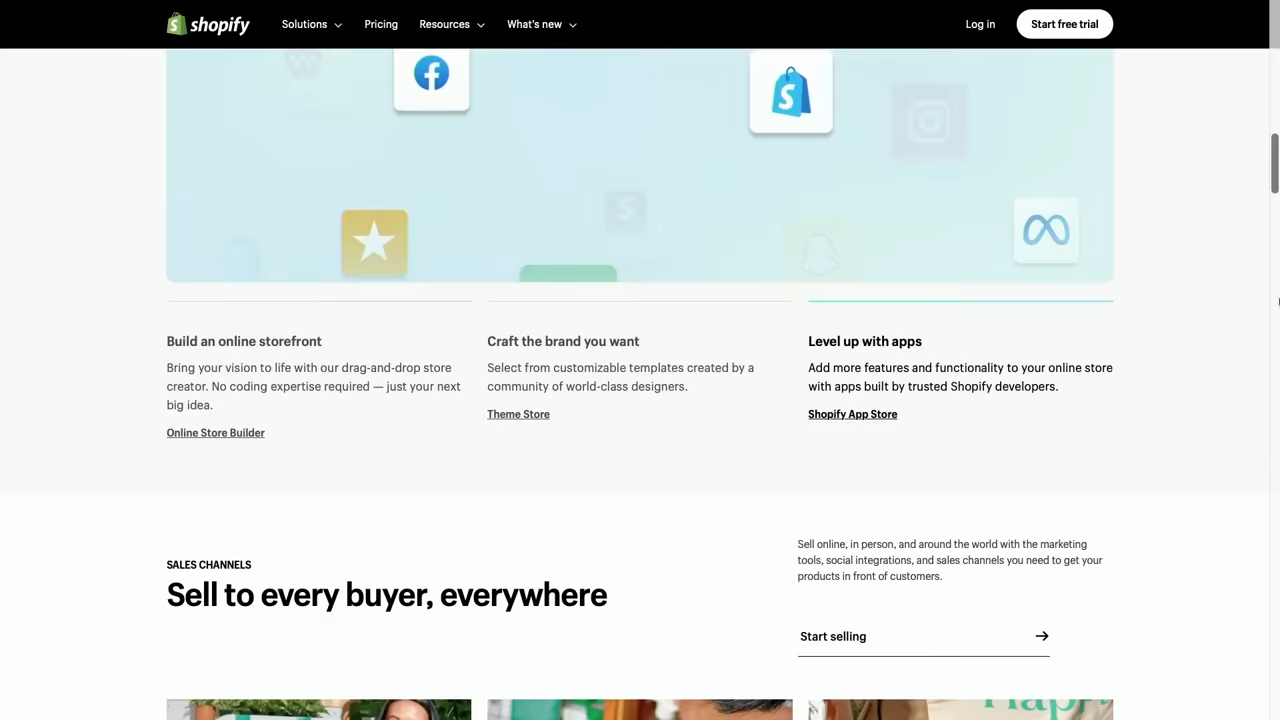 shopify
Solutions
Pricing
Resources
What's new
Log in
Start free trial
Build an online storefront
Bring your vision to life with our drag-and-drop store
creator. No coding expertise required — just your next
big idea.
Online Store Builder
Craft the brand you want
Select from customizable templates created by a
community of world-class designers.
Theme Store
Level up with apps
Add more features and functionality to your online store
with apps built by trusted Shopify developers.
Shopify App Store
SALES CHANNELS
Sell to every buyer, everywhere
Sell online, in person, and around the world with the marketing
tools, social integrations, and sales channels you need to get your
products in front of customers.
Start selling